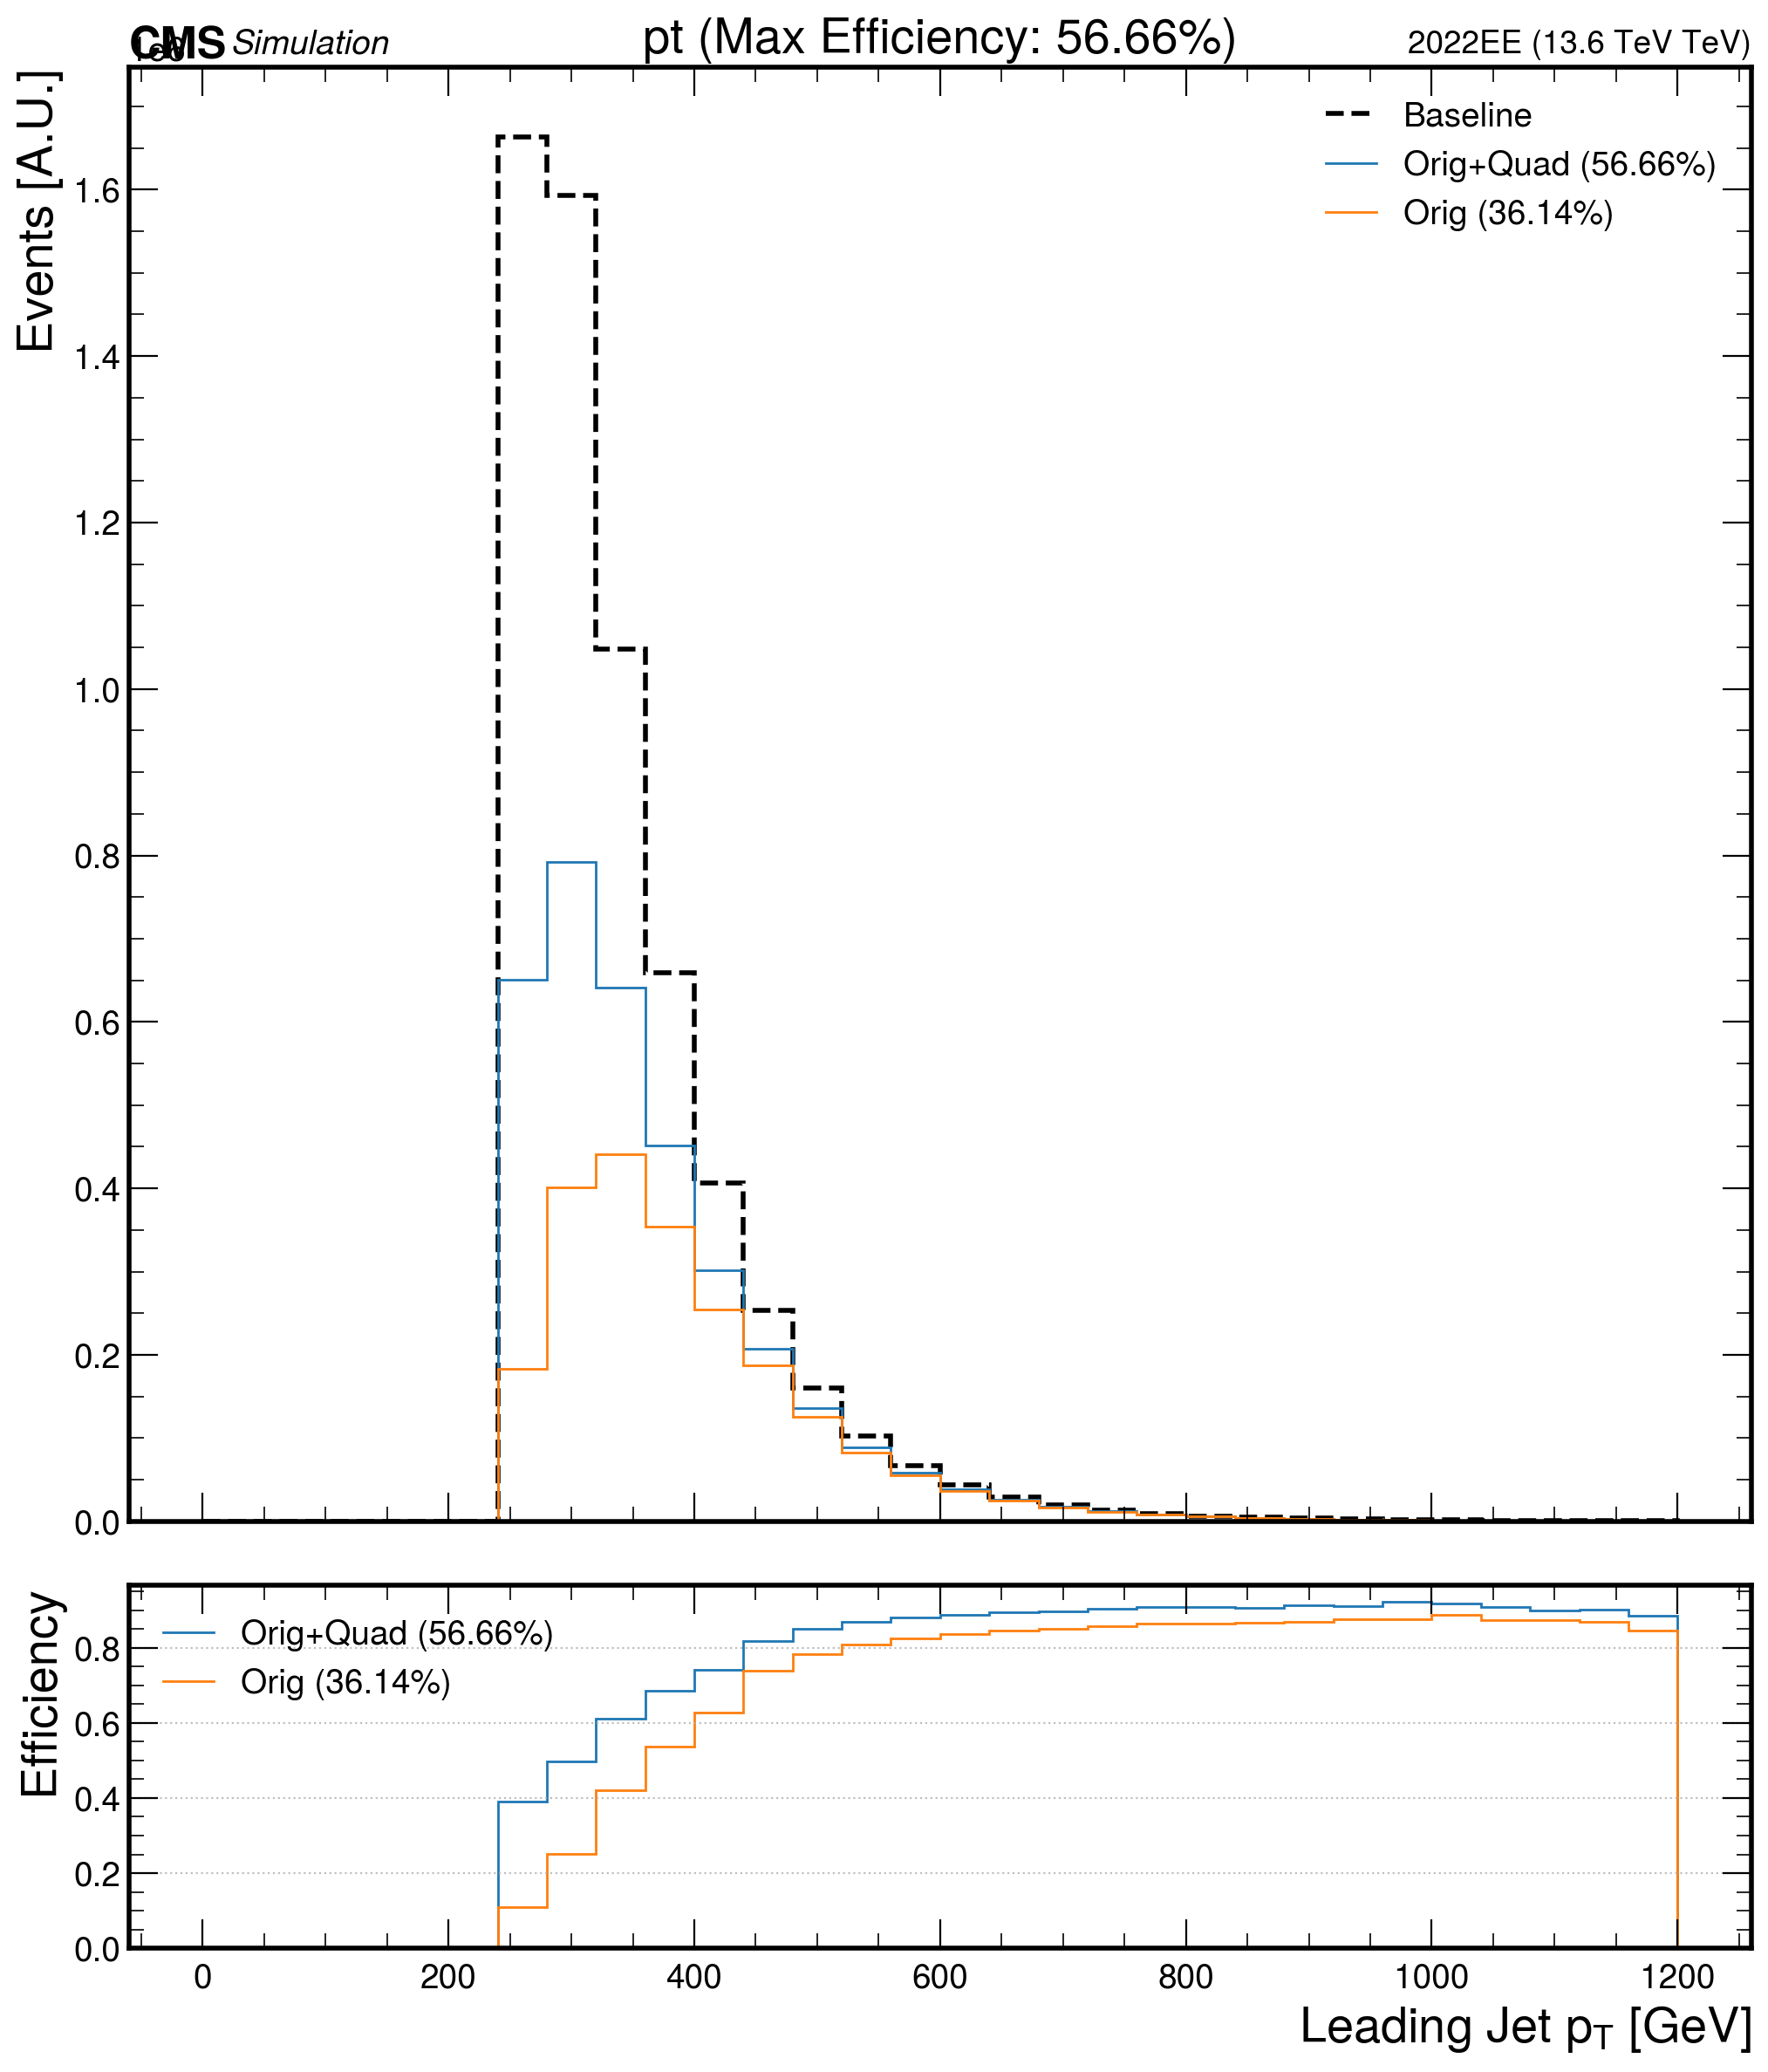 CMS Simulation
pt (Max Efficiency: 56.66%)
2022EE (13.6 TeV TeV)
Events [A.U.]
1.6
1.4
1.2
1.0
0.8
0.6
0.4
0.2
0.0
Baseline
Orig+Quad (56.66%)
Orig (36.14%)
Efficiency
0.8
0.6
0.4
0.2
0.0
Orig+Quad (56.66%)
Orig (36.14%)
0 200 400 600 800 1000 1200
Leading Jet p_T [GeV]